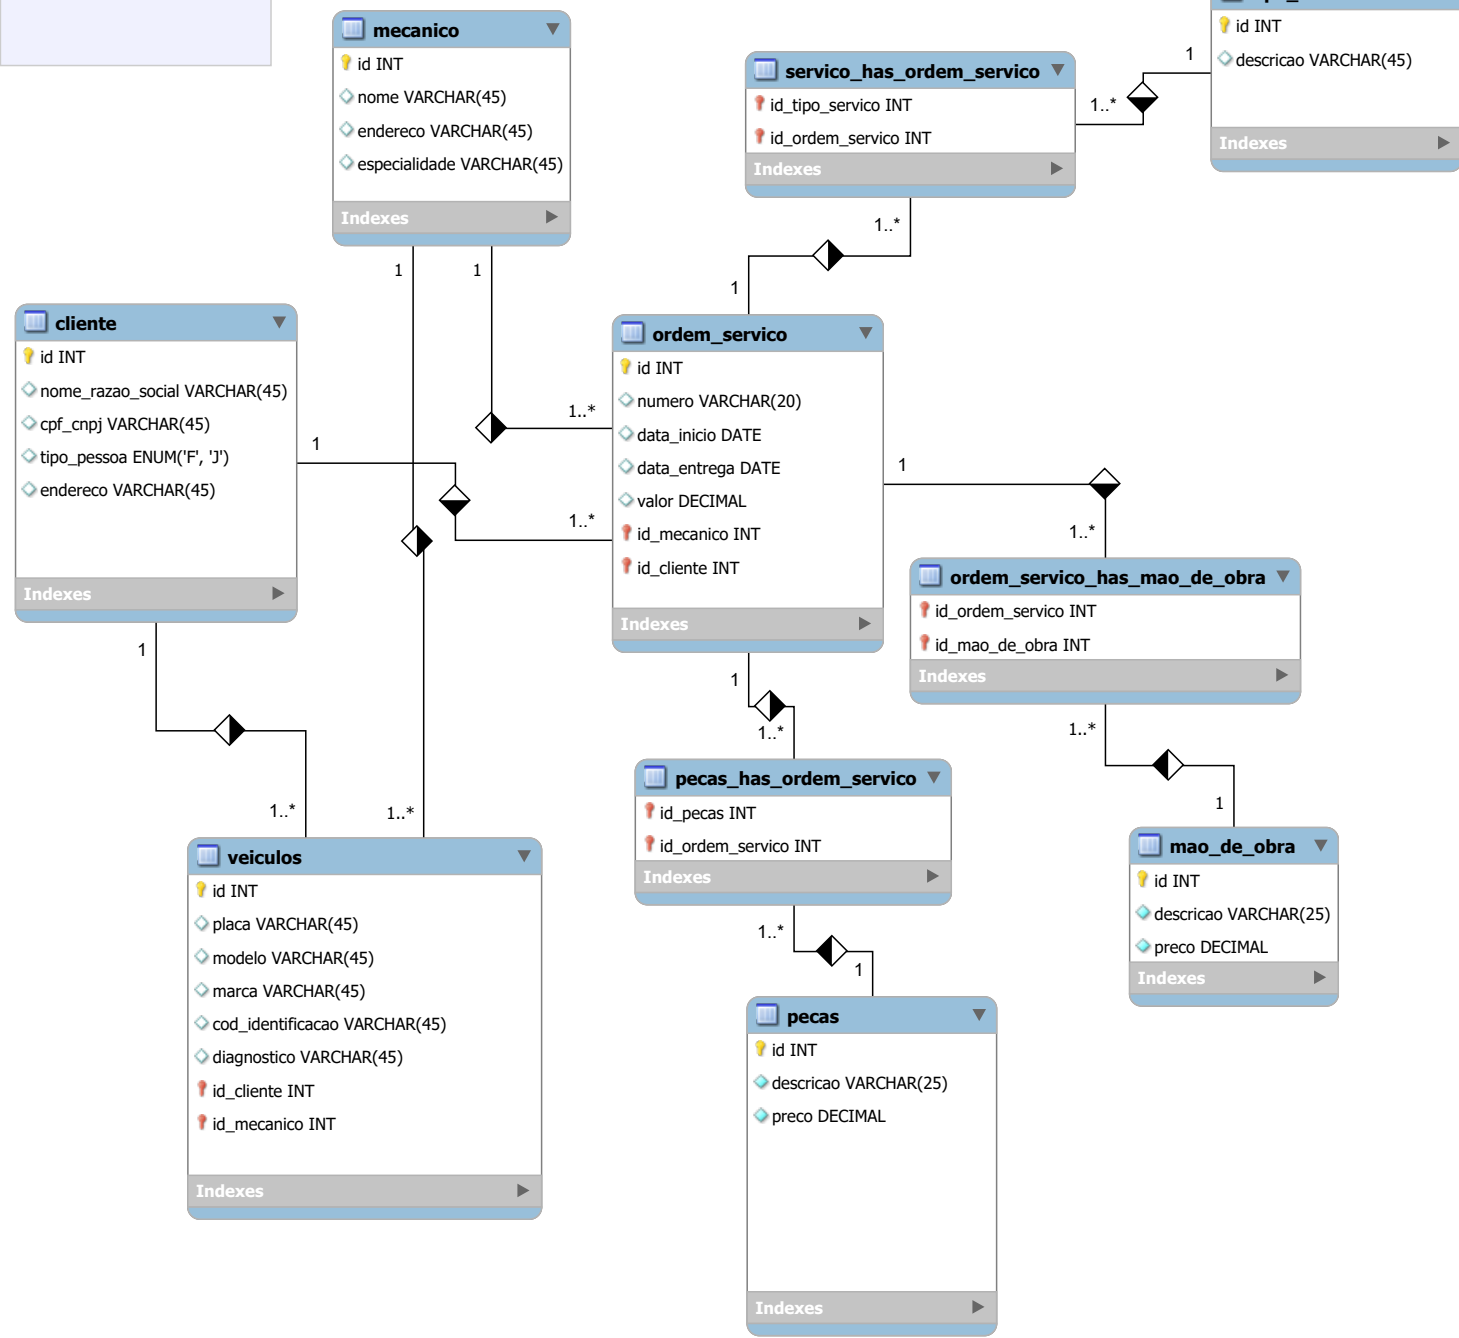 mecanico
id INT
nome VARCHAR(45)
endereco VARCHAR(45)
especialidade VARCHAR(45)
Indexes
1
1
servico_has_ordem_servico
id_tipo_servico INT
id_ordem_servico INT
Indexes
1..*
1
1..*
id INT
descricao VARCHAR(45)
Indexes
cliente
id INT
nome_razao_social VARCHAR(45)
cpf_cnpj VARCHAR(45)
tipo_pessoa ENUM('F', 'J')
endereco VARCHAR(45)
Indexes
1
1
1
ordem_servico
id INT
numero VARCHAR(20)
data_inicio DATE
data_entrega DATE
valor DECIMAL
id_mecanico INT
id_cliente INT
Indexes
1..*
1..*
1
1
1..*
ordem_servico_has_mao_de_obra
id_ordem_servico INT
id_mao_de_obra INT
Indexes
1..*
1
1..*
pecas_has_ordem_servico
id_pecas INT
id_ordem_servico INT
Indexes
1..*
1
mao_de_obra
id INT
descricao VARCHAR(25)
preco DECIMAL
Indexes
1..*
1..*
veiculos
id INT
placa VARCHAR(45)
modelo VARCHAR(45)
marca VARCHAR(45)
cod_identificacao VARCHAR(45)
diagnostico VARCHAR(45)
id_cliente INT
id_mecanico INT
Indexes
pecas
id INT
descricao VARCHAR(25)
preco DECIMAL
Indexes